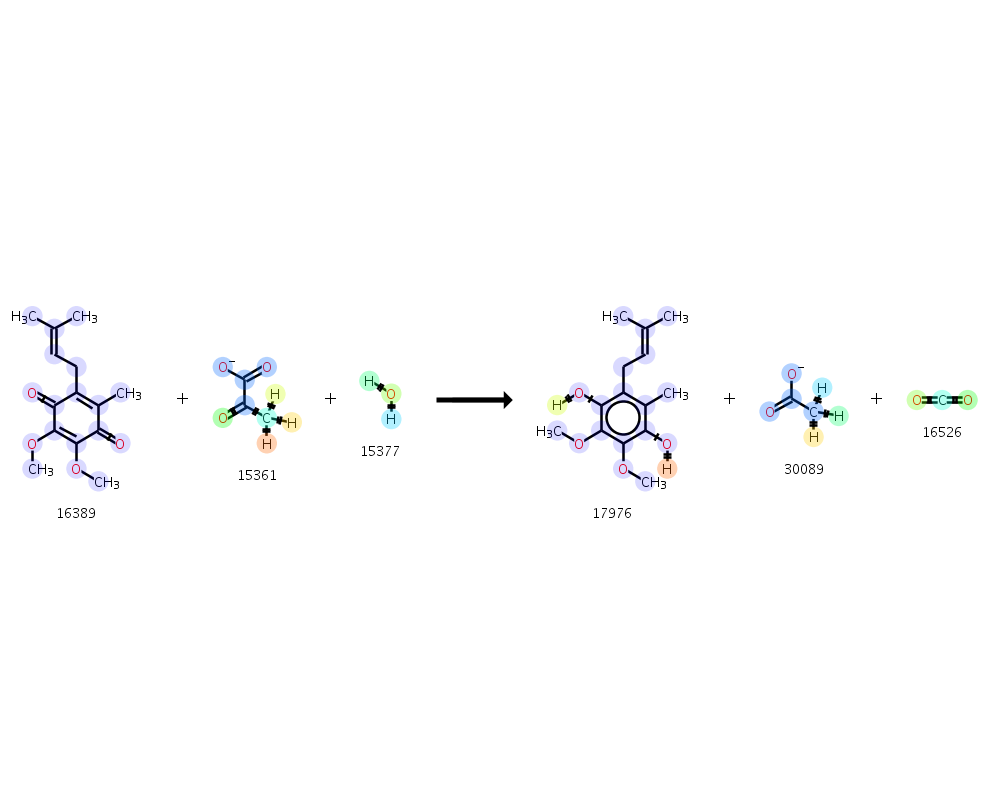 H3C CH3
O
CH3
O
O
CH3
O
CH3
16389
+
O− O
O
C
H
H
H
15361
+
H
O
H
15377
H3C CH3
O
H
CH3
H3C
O
O
H
O
CH3
17976
+
O−
O
C
H
H
H
30089
+
O C O
16526